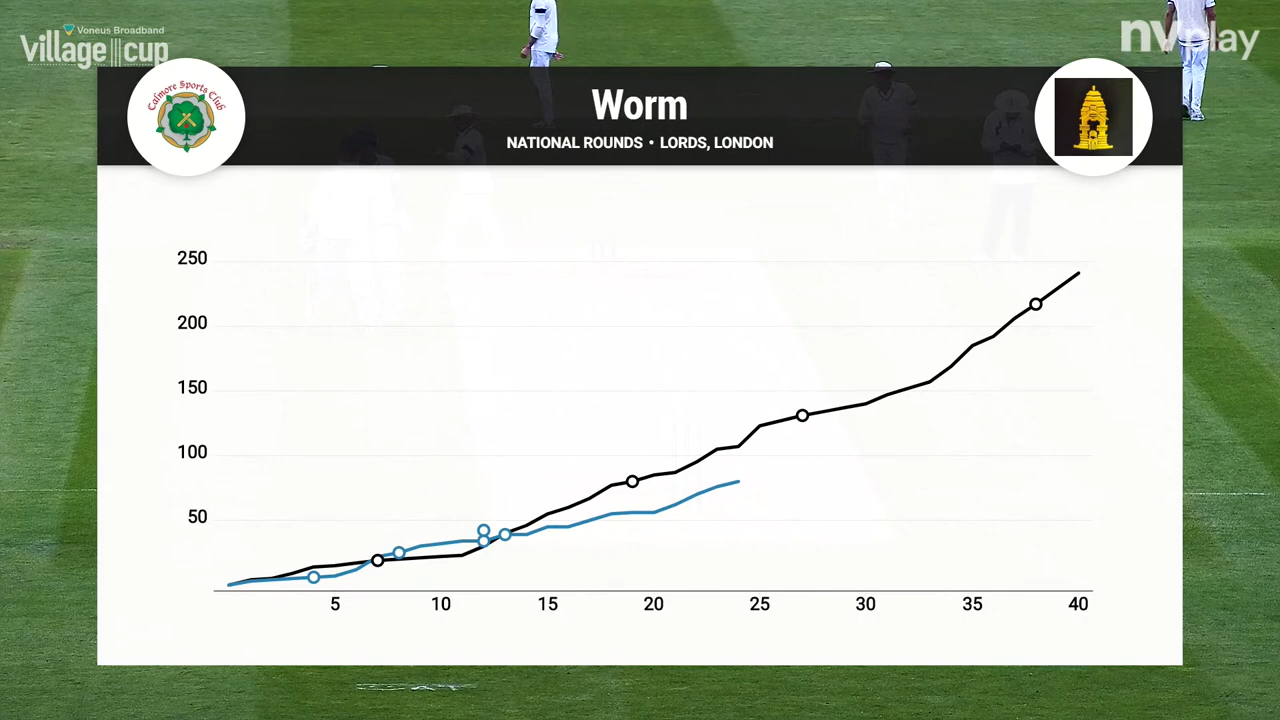 Voneus Broadband
Village cup
nvplay
Calmore Sports Club
Worm
NATIONAL ROUNDS • LORDS, LONDON
250
200
150
100
50
5 10 15 20 25 30 35 40